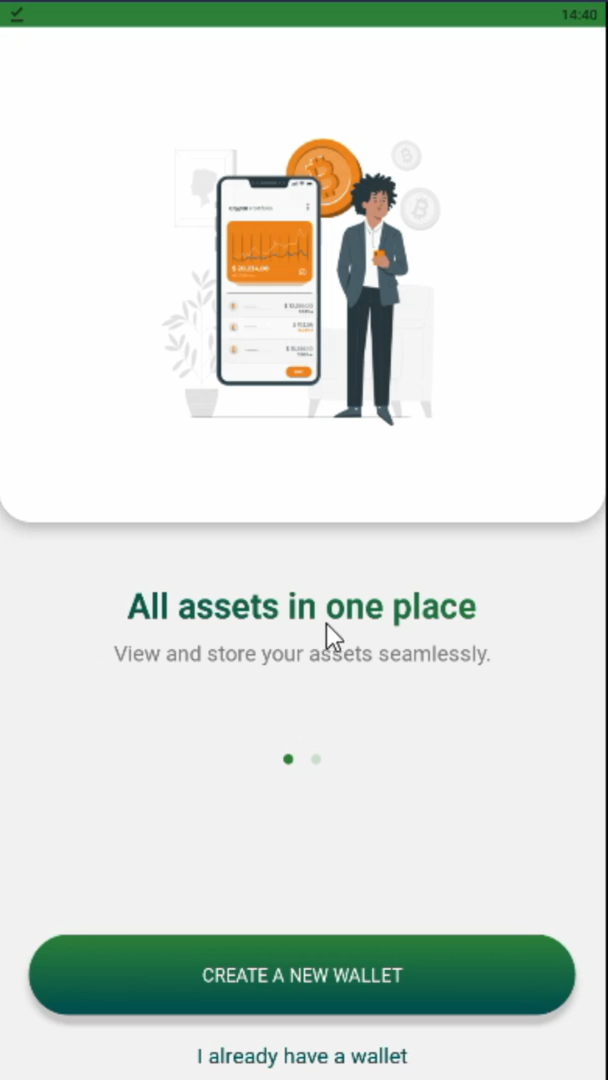 14:40
All assets in one place
View and store your assets seamlessly.
CREATE A NEW WALLET
I already have a wallet